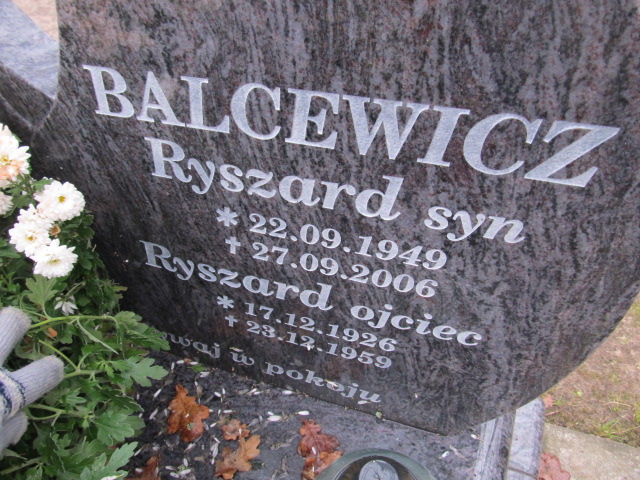 BALCEWICZ
Ryszard syn
* 22.09.1949
† 27.09.2006
Ryszard ojciec
* 17.12.1926
† 23.12.1959
w pokoju